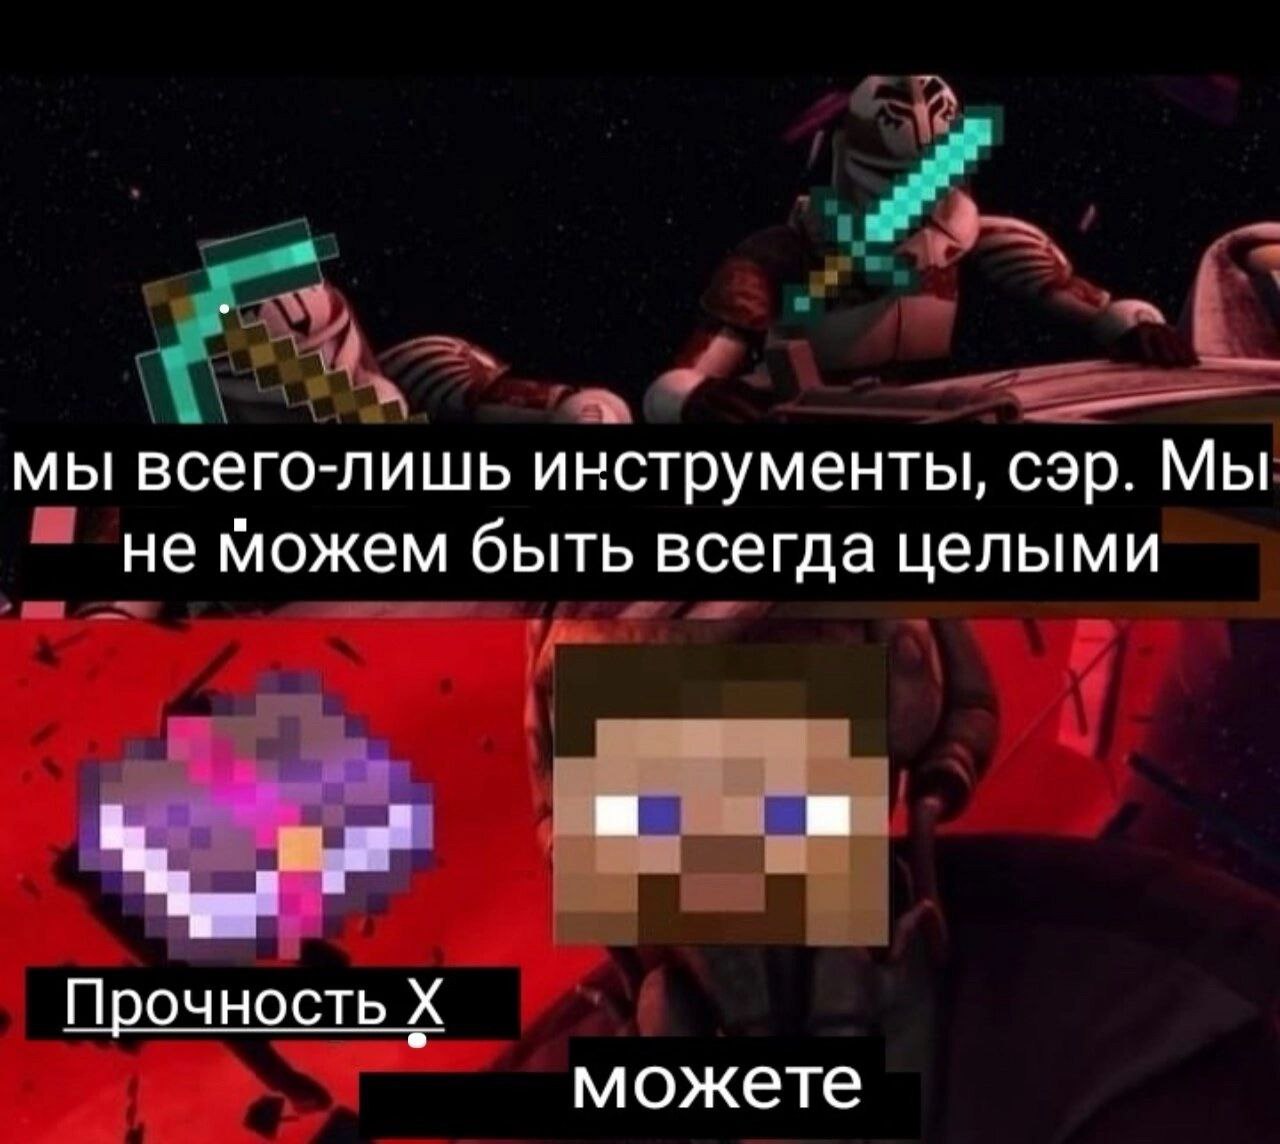 мы всего-лишь инструменты, сэр. Мы
не можем быть всегда целыми
Прочность X
можете